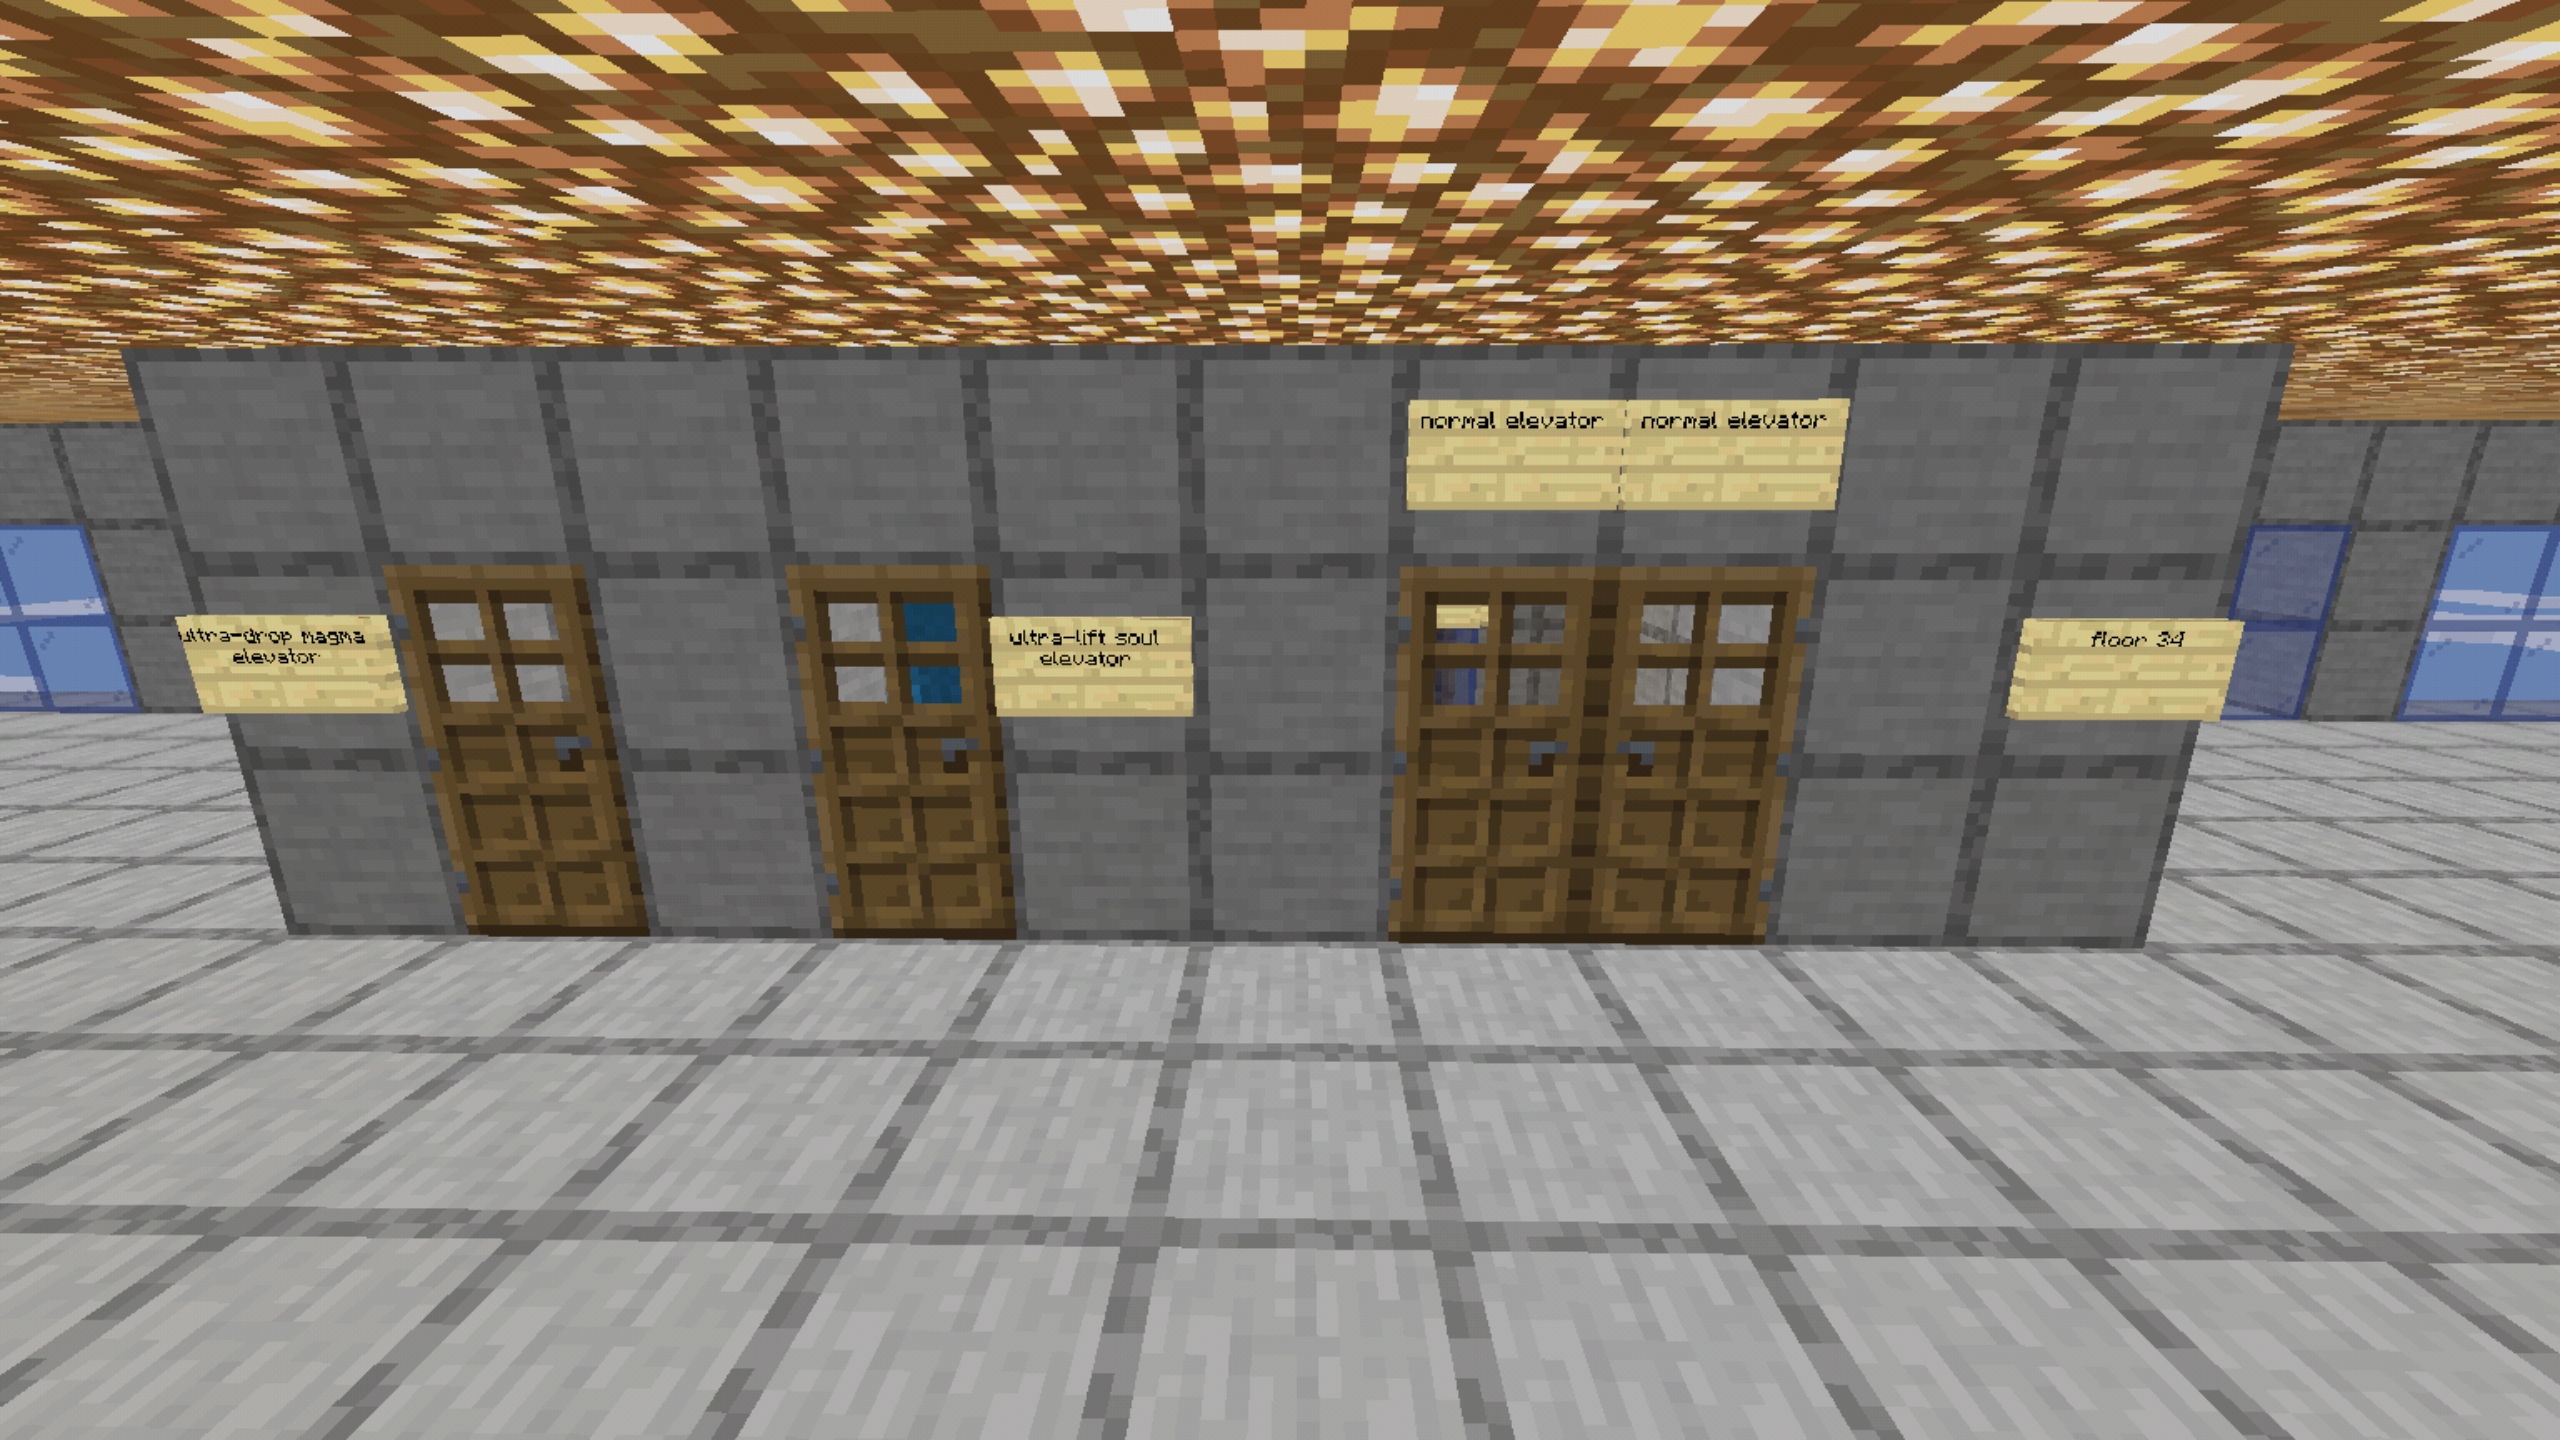 normal elevator
normal elevator
ultra-drop magma
elevator
ultra-lift soul
elevator
floor 34